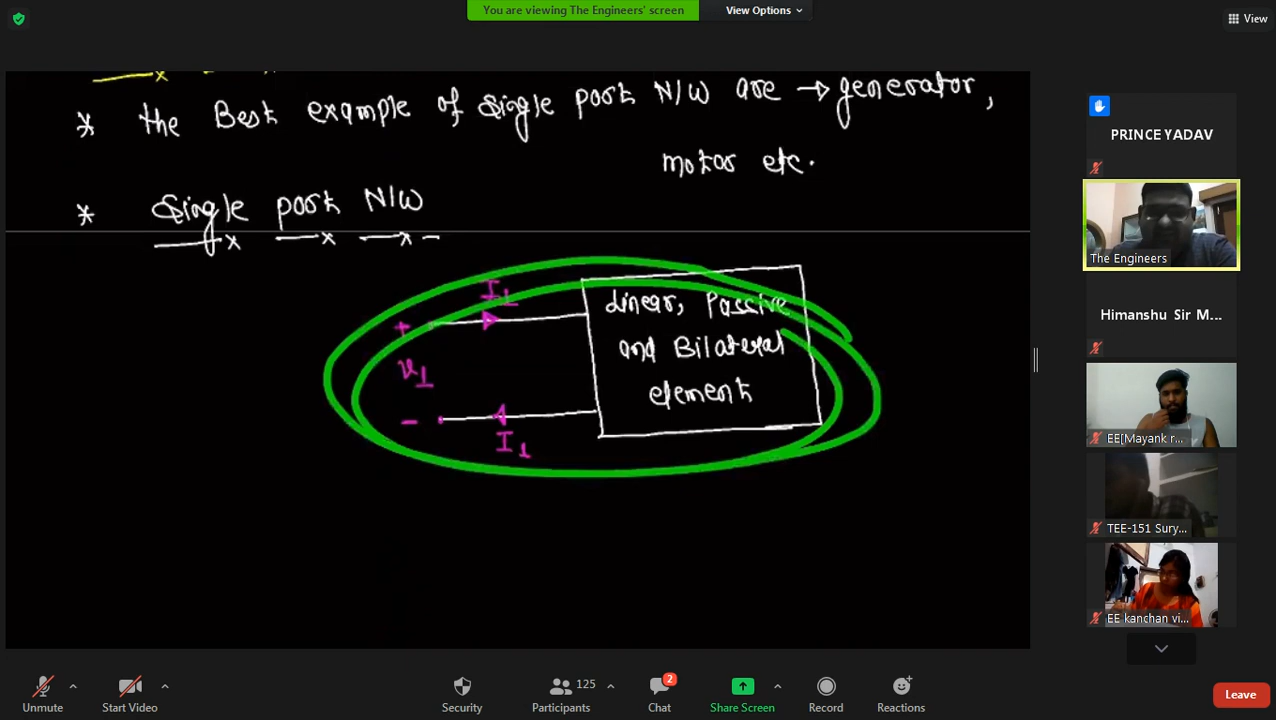 You are viewing The Engineers' screen
View Options
View
* the Best example of Single port N/W are → generator,
motor etc.
* Single port N/W
I1
+
V1
-
I1
Linear, Passive
and Bilateral
element
PRINCE YADAV
The Engineers
Himanshu Sir M...
EE[Mayank r...
TEE-151 Sury...
EE kanchan vi...
Unmute
Start Video
Security
Participants
125
Chat
2
Share Screen
Record
Reactions
Leave